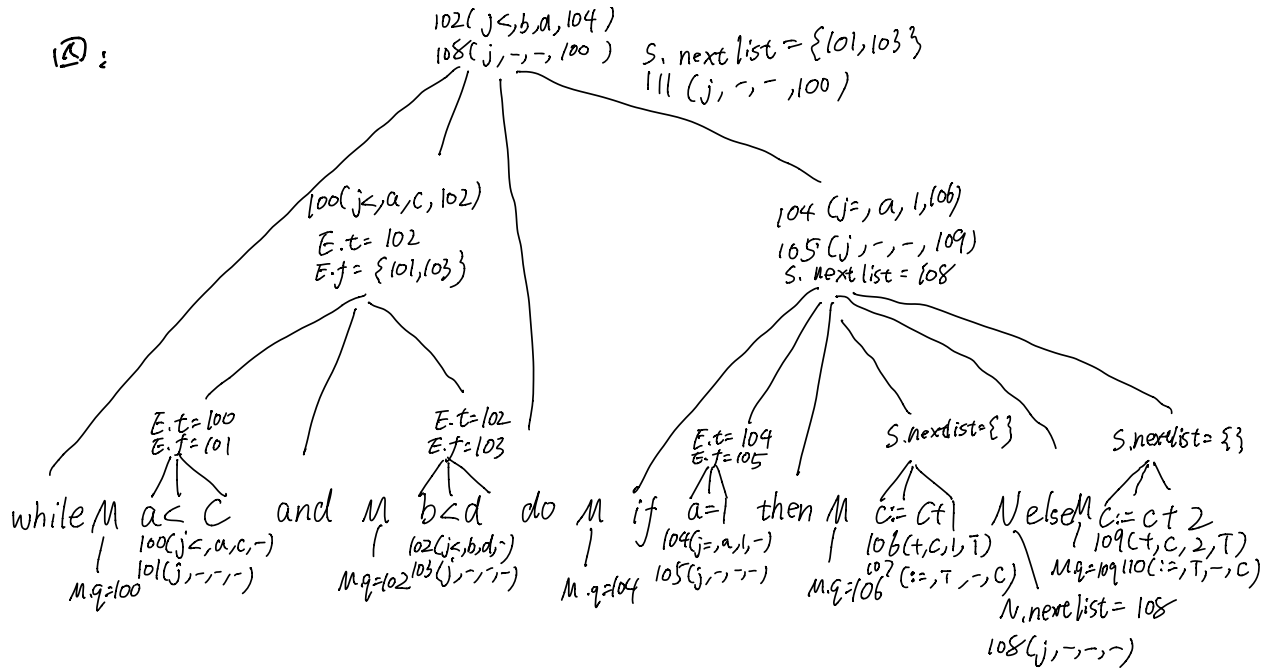 四:
102(j<,b,a,104)
108(j,-,-,100)
S.nextlist={101,103}
111(j,-,-,100)
100(j<,a,c,102)
E.t=102
E.f={101,103}
104(j=,a,1,106)
105(j,-,-,109)
S.nextlist={108
E.t=100
E.f=101
E.t=102
E.f=103
E.t=104
E.f=105
S.nextlist={}
S.nextlist={}
while M a<c and M b<d do M if a=1 then M c:=c+1 N else M c:=c+2
100(j<,a,c,-)
101(j,-,-,-)
M.q=100
102(j<,b,d,-)
103(j,-,-,-)
M.q=102
104(j=,a,1,-)
105(j,-,-,-)
M.q=104
106(+,c,1,T)
107(:=,T,-,C)
M.q=106
109(+,C,2,T)
M.q=109
110(:=,T,-,C)
N.nextlist=108
108(j,-,-,-)